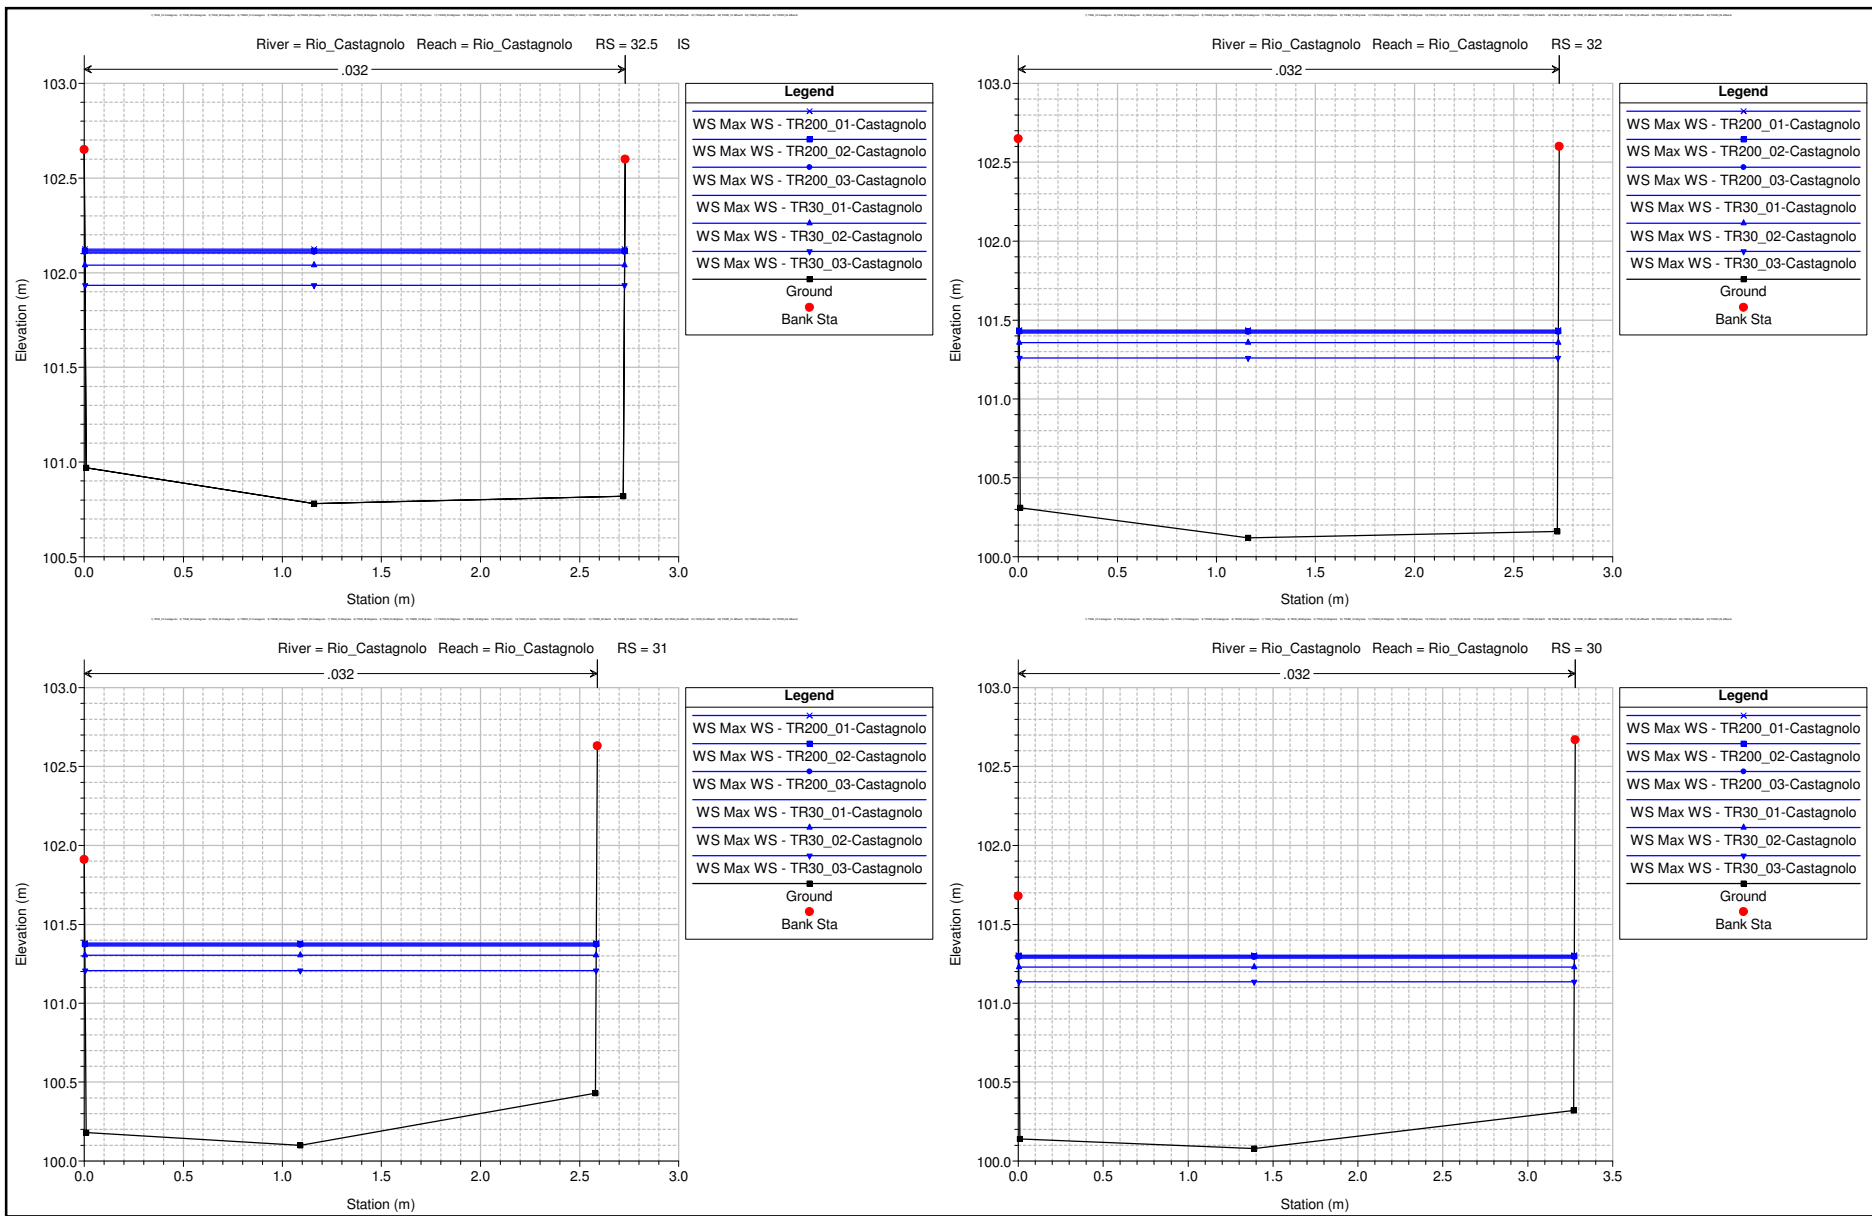 River = Rio_Castagnolo Reach = Rio_Castagnolo RS = 32.5 IS
.032
103.0
102.5
102.0
101.5
101.0
100.5
0.0 0.5 1.0 1.5 2.0 2.5 3.0
Station (m)
Elevation (m)
Legend
WS Max WS - TR200_01-Castagnolo
WS Max WS - TR200_02-Castagnolo
WS Max WS - TR200_03-Castagnolo
WS Max WS - TR30_01-Castagnolo
WS Max WS - TR30_02-Castagnolo
WS Max WS - TR30_03-Castagnolo
Ground
Bank Sta
River = Rio_Castagnolo Reach = Rio_Castagnolo RS = 32
.032
103.0
102.5
102.0
101.5
101.0
100.5
100.0
0.0 0.5 1.0 1.5 2.0 2.5 3.0
Station (m)
Elevation (m)
Legend
WS Max WS - TR200_01-Castagnolo
WS Max WS - TR200_02-Castagnolo
WS Max WS - TR200_03-Castagnolo
WS Max WS - TR30_01-Castagnolo
WS Max WS - TR30_02-Castagnolo
WS Max WS - TR30_03-Castagnolo
Ground
Bank Sta
River = Rio_Castagnolo Reach = Rio_Castagnolo RS = 31
.032
103.0
102.5
102.0
101.5
101.0
100.5
100.0
0.0 0.5 1.0 1.5 2.0 2.5 3.0
Station (m)
Elevation (m)
Legend
WS Max WS - TR200_01-Castagnolo
WS Max WS - TR200_02-Castagnolo
WS Max WS - TR200_03-Castagnolo
WS Max WS - TR30_01-Castagnolo
WS Max WS - TR30_02-Castagnolo
WS Max WS - TR30_03-Castagnolo
Ground
Bank Sta
River = Rio_Castagnolo Reach = Rio_Castagnolo RS = 30
.032
103.0
102.5
102.0
101.5
101.0
100.5
100.0
0.0 0.5 1.0 1.5 2.0 2.5 3.0 3.5
Station (m)
Elevation (m)
Legend
WS Max WS - TR200_01-Castagnolo
WS Max WS - TR200_02-Castagnolo
WS Max WS - TR200_03-Castagnolo
WS Max WS - TR30_01-Castagnolo
WS Max WS - TR30_02-Castagnolo
WS Max WS - TR30_03-Castagnolo
Ground
Bank Sta